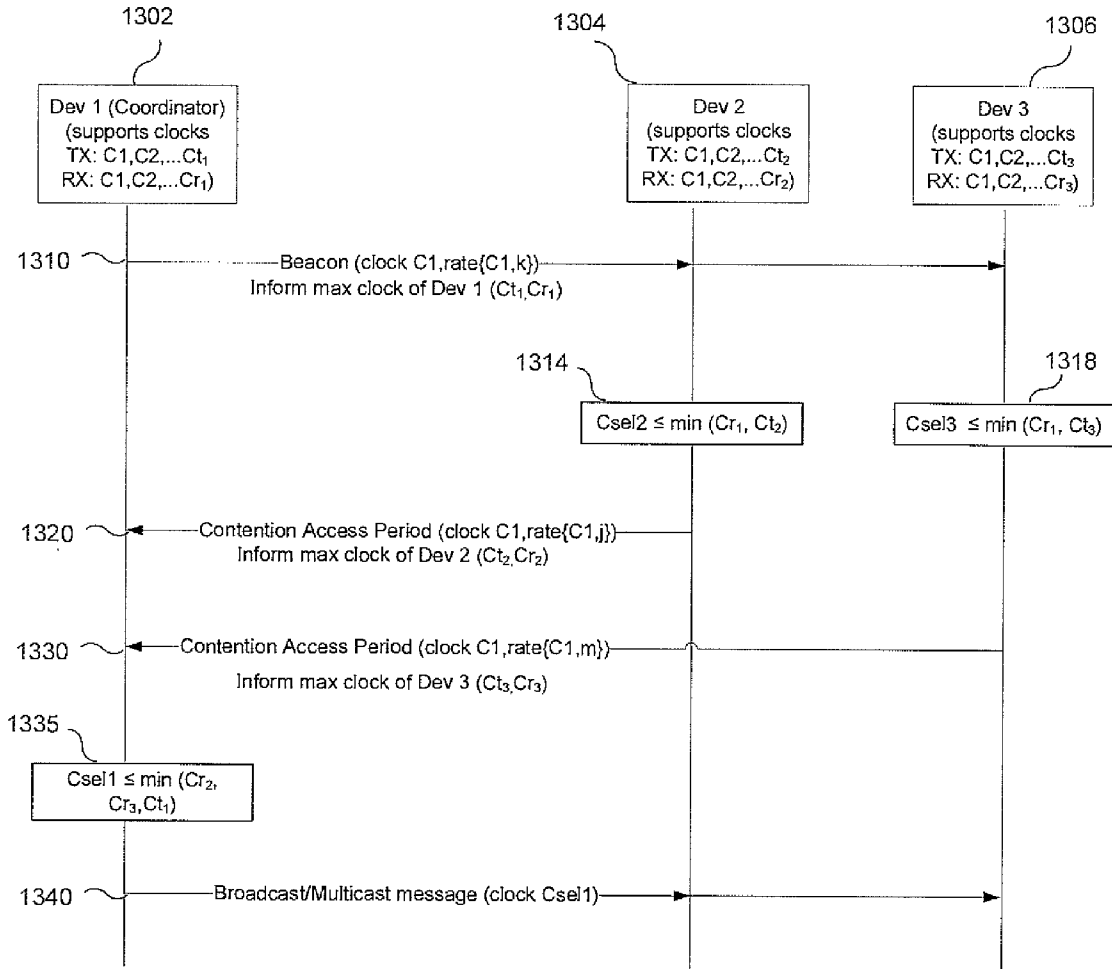 1302
1304
1306
Dev 1 (Coordinator)
(supports clocks
TX: C1,C2,...Ct₁
RX: C1,C2,...Cr₁)
Dev 2
(supports clocks
TX: C1,C2,...Ct₂
RX: C1,C2,...Cr₂)
Dev 3
(supports clocks
TX: C1,C2,...Ct₃
RX: C1,C2,...Cr₃)
1310
Beacon (clock C1,rate{C1,k})
Inform max clock of Dev 1 (Ct₁,Cr₁)
1314
1318
Csel2 ≤ min (Cr₁, Ct₂)
Csel3 ≤ min (Cr₁, Ct₃)
1320
Contention Access Period (clock C1,rate{C1,j})
Inform max clock of Dev 2 (Ct₂,Cr₂)
1330
Contention Access Period (clock C1,rate{C1,m})
Inform max clock of Dev 3 (Ct₃,Cr₃)
1335
Csel1 ≤ min (Cr₂,
Cr₃,Ct₁)
1340
Broadcast/Multicast message (clock Csel1)